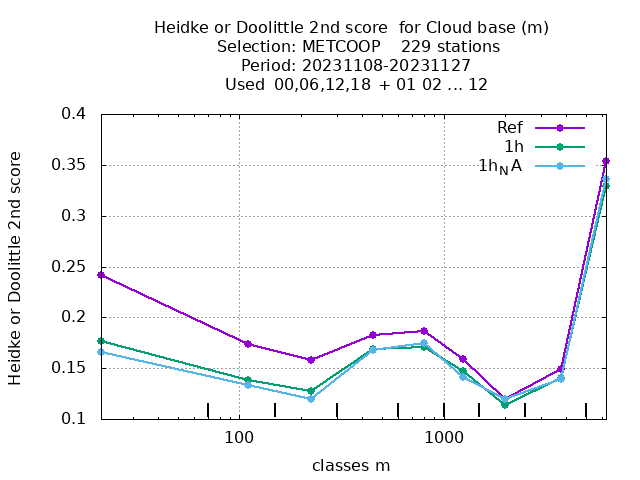 Heidke or Doolittle 2nd score  for Cloud base (m)
Selection: METCOOP    229 stations
Period: 20231108-20231127
Used  00,06,12,18 + 01 02 ... 12
Ref
1h
1h_N A
Heidke or Doolittle 2nd score
0.4
0.35
0.3
0.25
0.2
0.15
0.1
100
1000
classes m